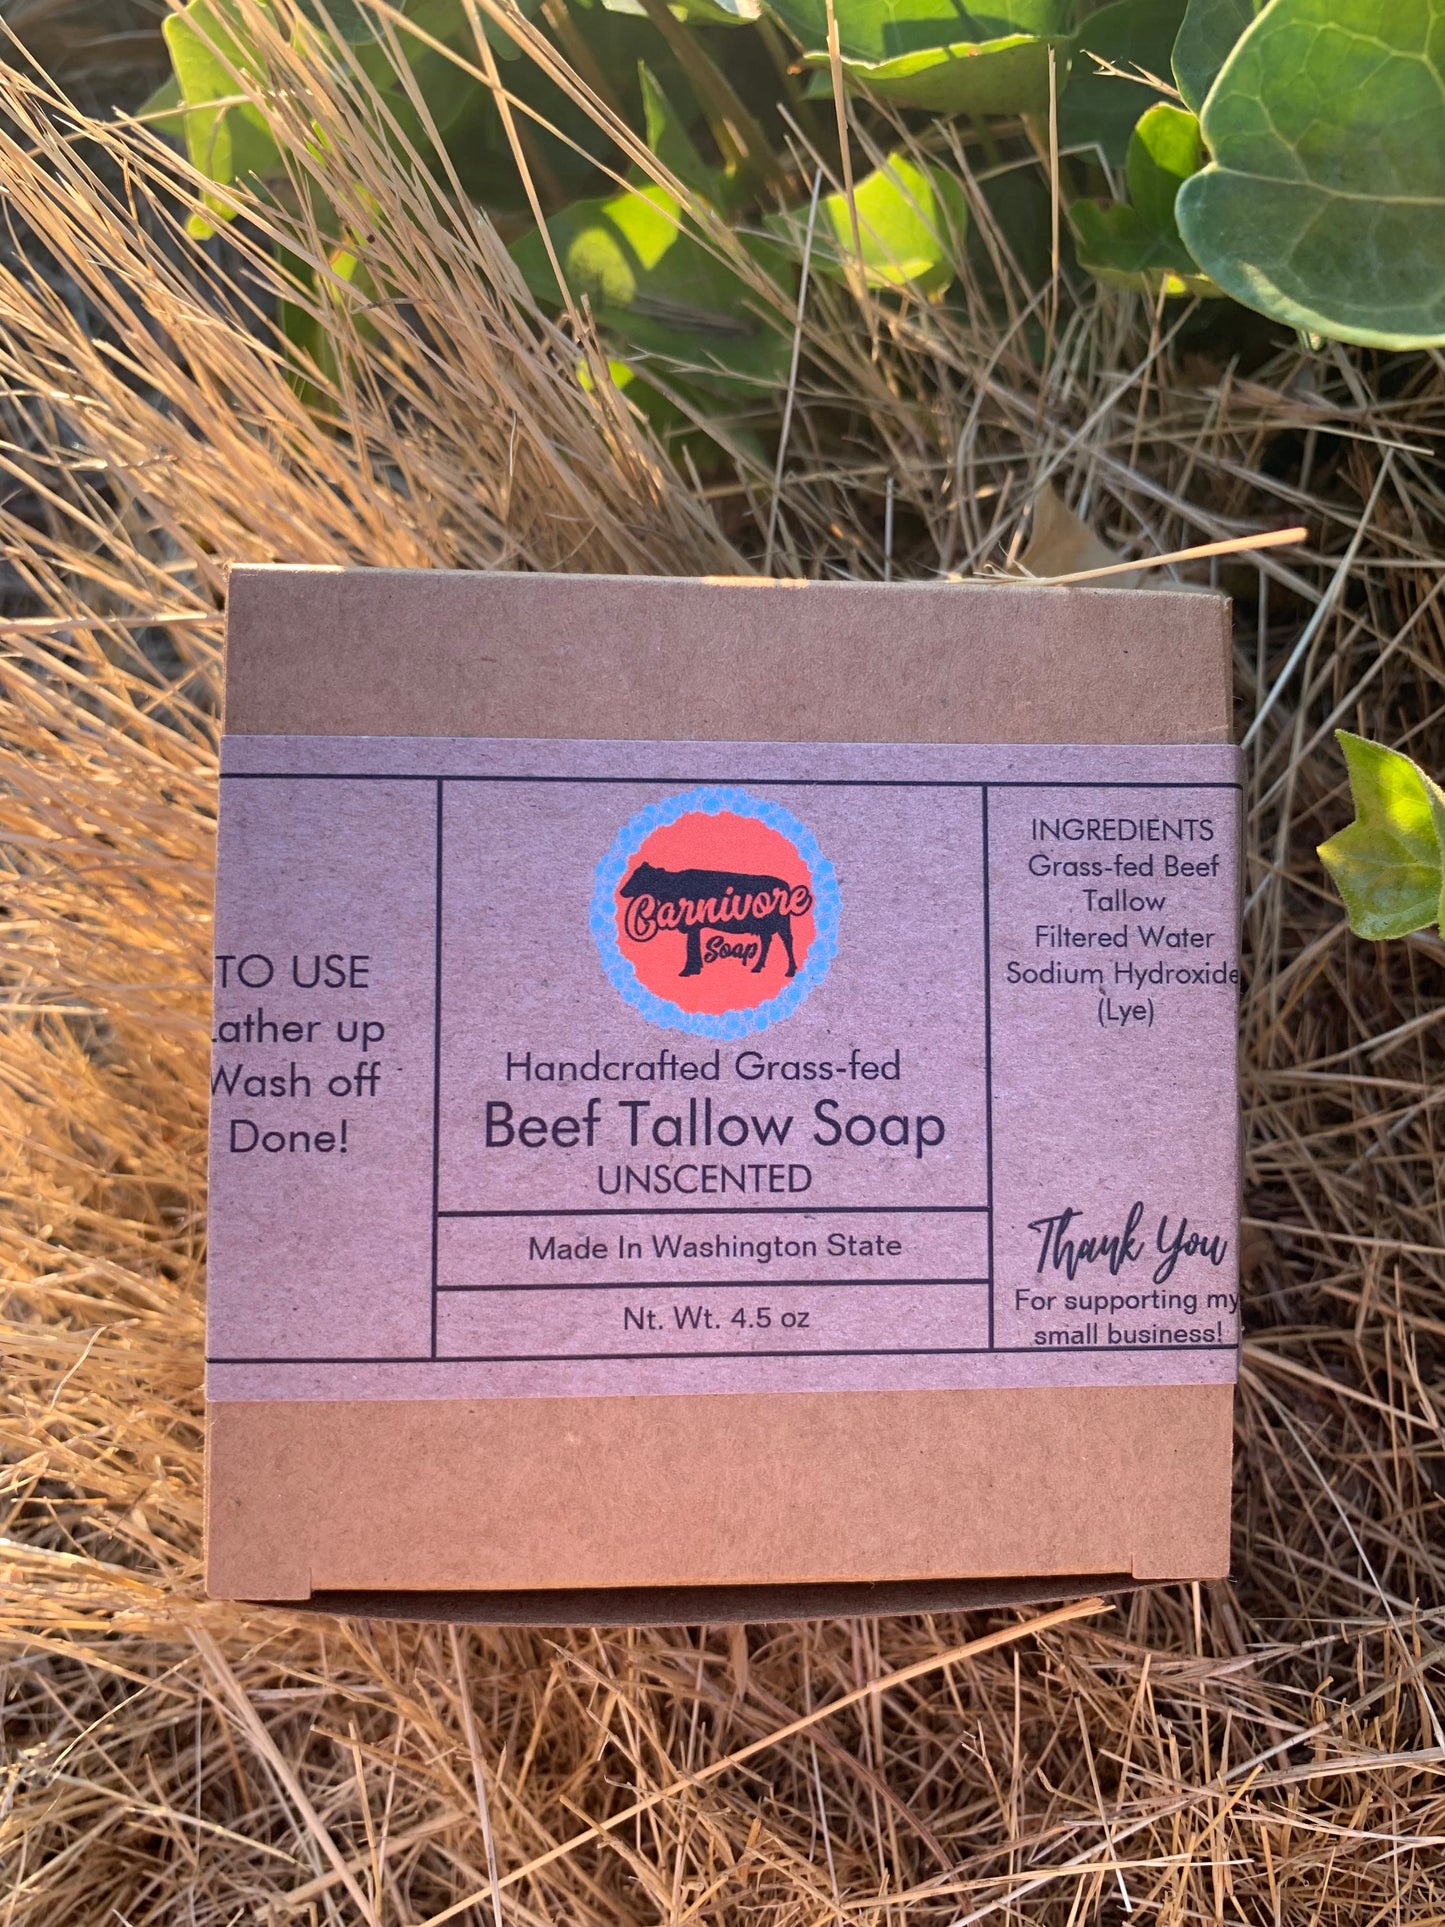 TO USE
Lather up
Wash off
Done!
Carnivore
Soap
Handcrafted Grass-fed
Beef Tallow Soap
UNSCENTED
Made In Washington State
Nt. Wt. 4.5 oz
INGREDIENTS
Grass-fed Beef
Tallow
Filtered Water
Sodium Hydroxide
(Lye)
Thank You
For supporting my
small business!